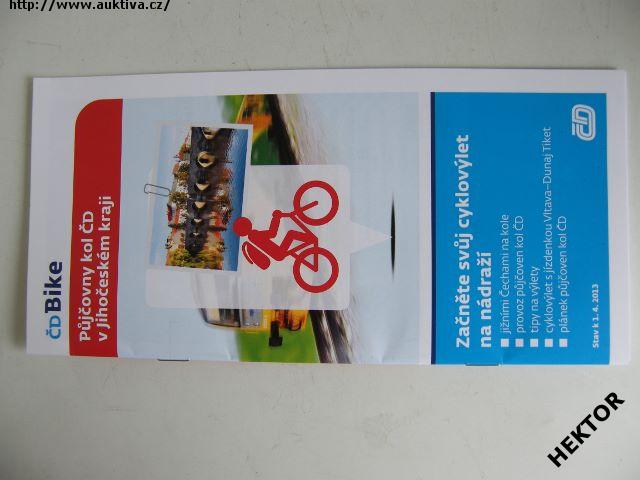 http://www.auktiva.cz/
ČD Bike
Půjčovny kol ČD
v Jihočeském kraji
Začněte svůj cyklovýlet
na nádraží
jižními Čechami na kole
provoz půjčoven kol ČD
tipy na výlety
cyklovýlet s jízdenkou Vltava–Dunaj Tiket
plánek půjčoven kol ČD
Stav k 1. 4. 2013
ČD
HEKTOR